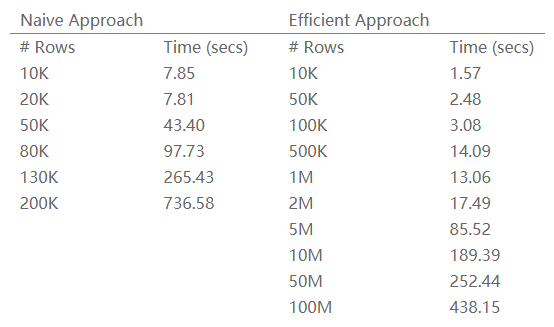 Naive Approach Efficient Approach
# Rows Time (secs) # Rows Time (secs)
10K 7.85 10K 1.57
20K 7.81 50K 2.48
50K 43.40 100K 3.08
80K 97.73 500K 14.09
130K 265.43 1M 13.06
200K 736.58 2M 17.49
5M 85.52
10M 189.39
50M 252.44
100M 438.15